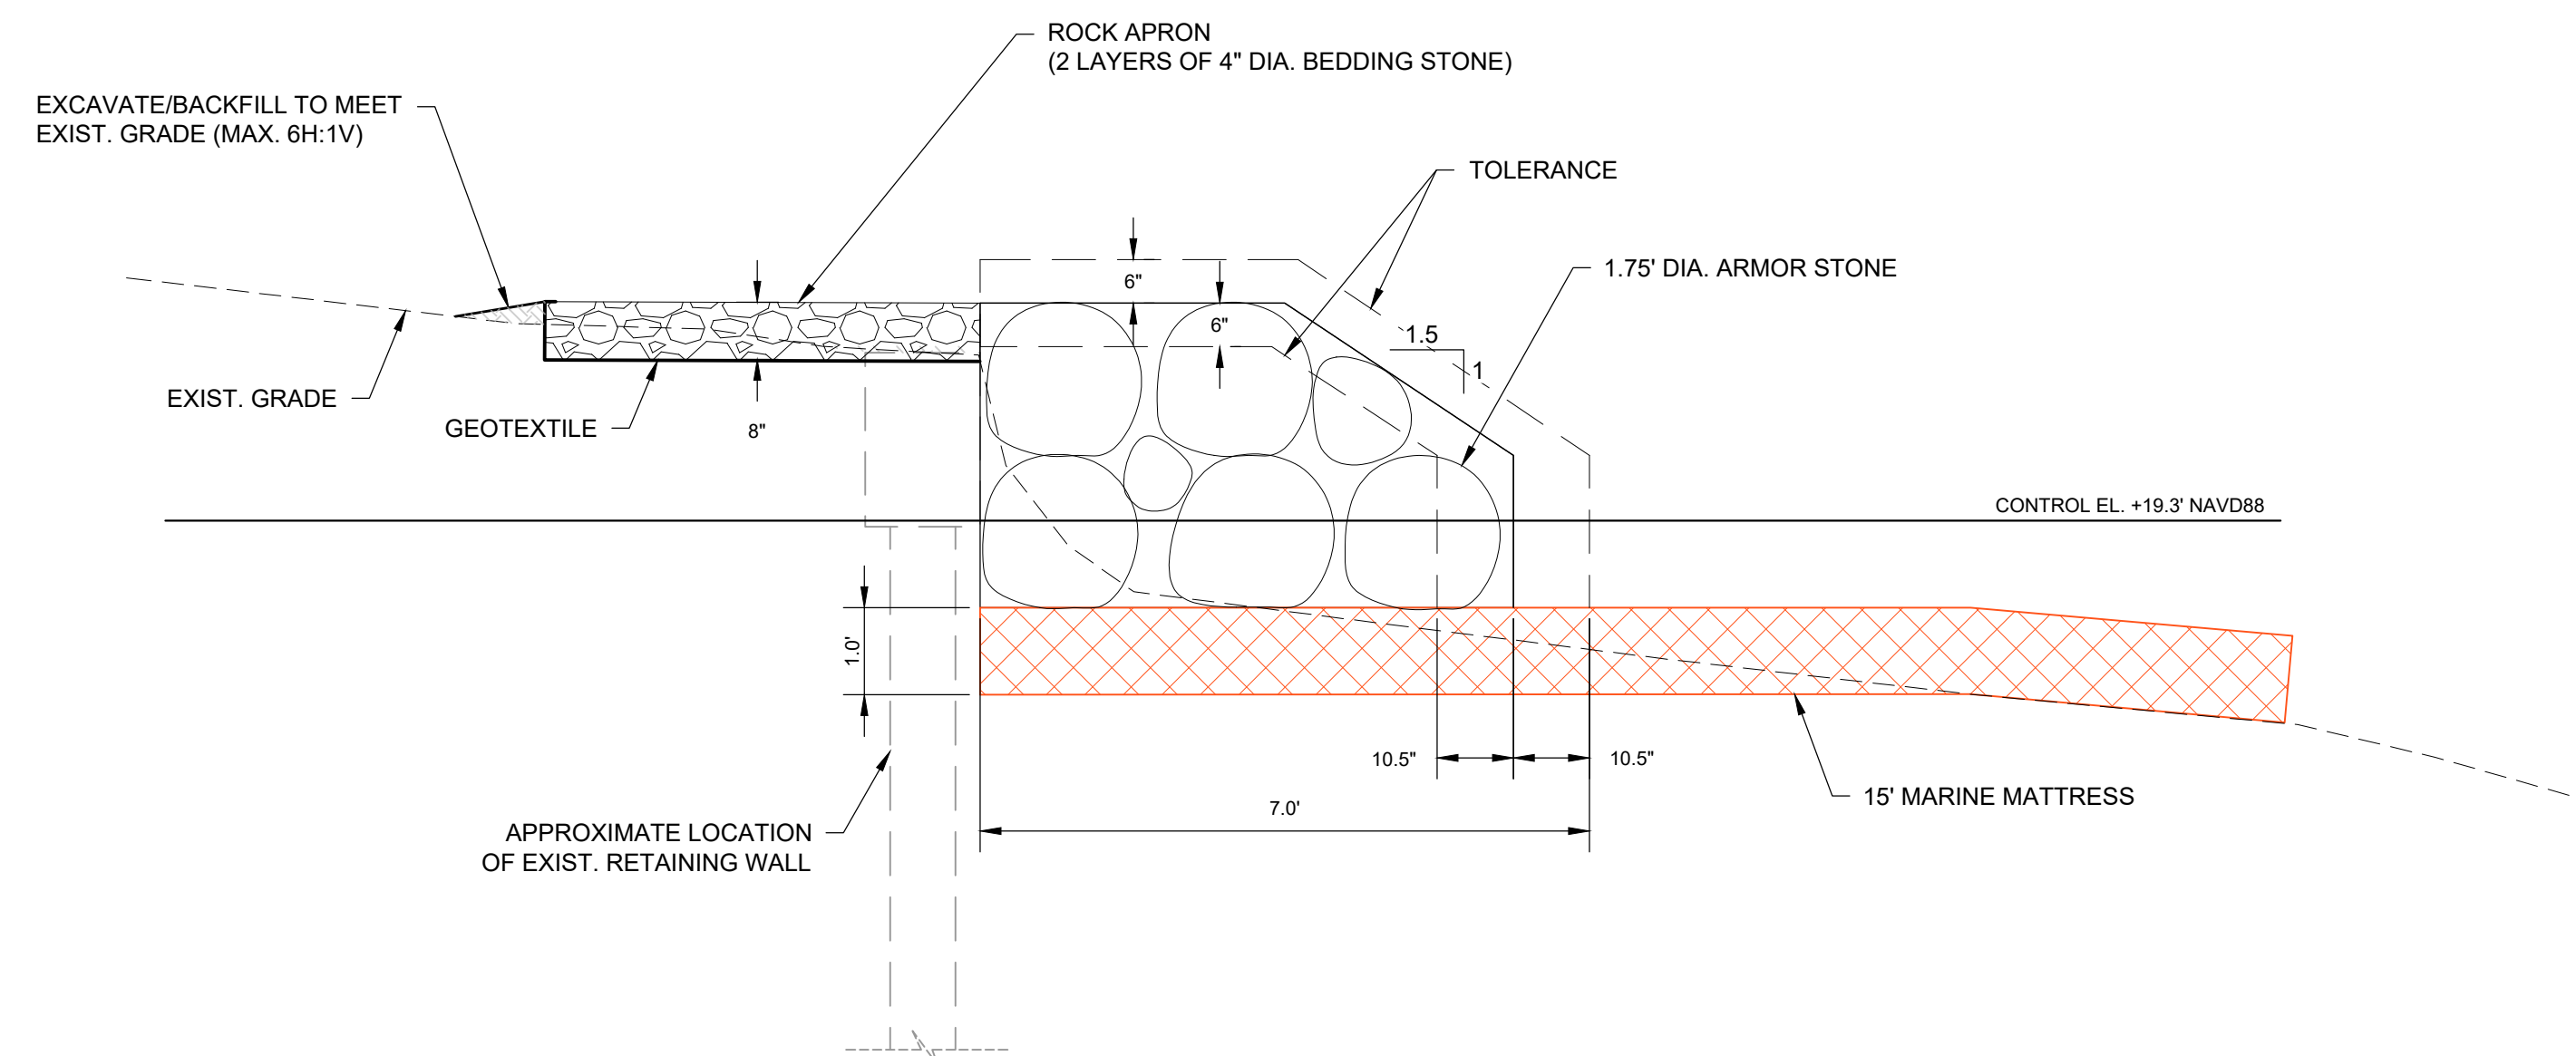 ROCK APRON
(2 LAYERS OF 4" DIA. BEDDING STONE)
EXCAVATE/BACKFILL TO MEET
EXIST. GRADE (MAX. 6H:1V)
TOLERANCE
1.75' DIA. ARMOR STONE
6"
6"
1.5
1
EXIST. GRADE
GEOTEXTILE
8"
CONTROL EL. +19.3' NAVD88
1.0'
10.5"
10.5"
15' MARINE MATTRESS
7.0'
APPROXIMATE LOCATION
OF EXIST. RETAINING WALL